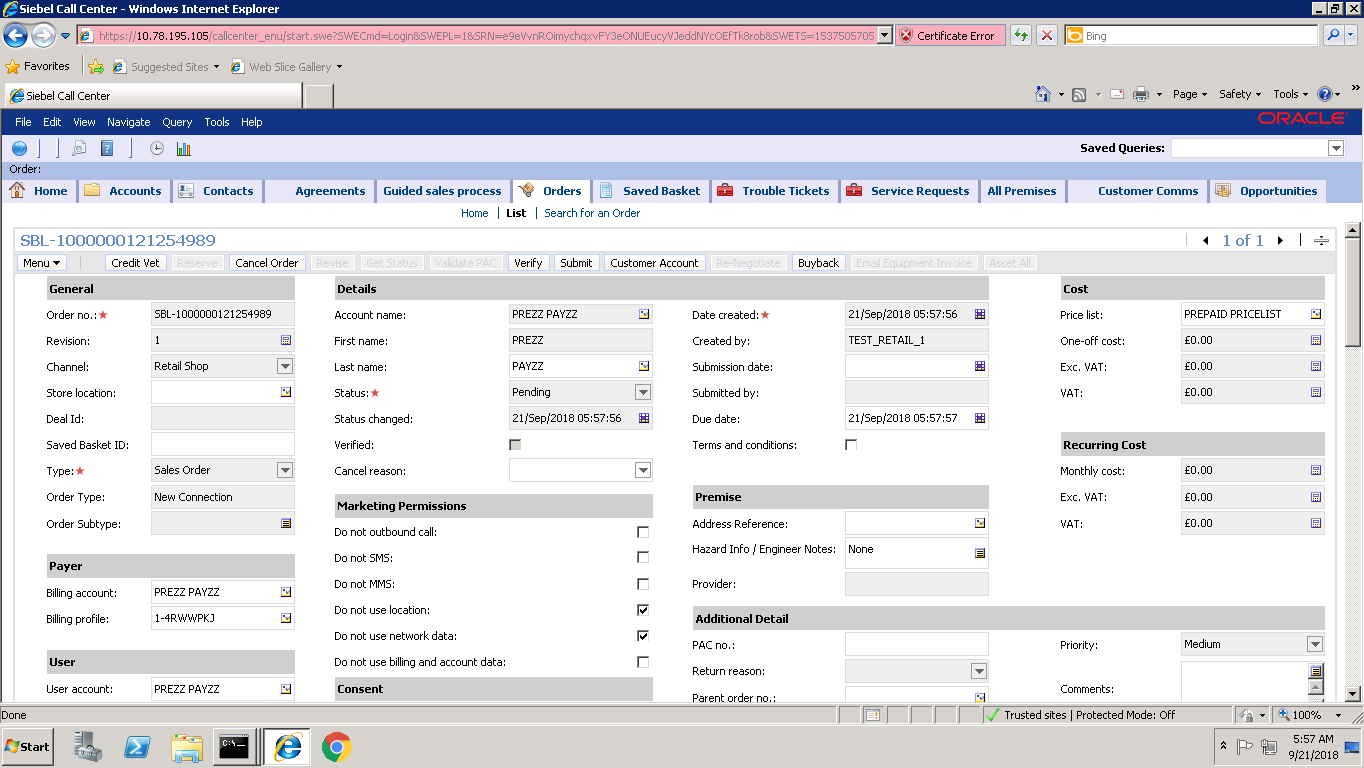 Siebel Call Center - Windows Internet Explorer
https://10.78.195.105/callcenter_enu/start.swe?SWECmd=Login&SWEPL=1&SRN=e9eVvnROimychqxvFY3eONUEucyVJeddNYcOEfTk8rob&SWETS=1537505705 Certificate Error Bing
Favorites Suggested Sites Web Slice Gallery
Siebel Call Center Page Safety Tools
File Edit View Navigate Query Tools Help ORACLE
Saved Queries:
Order:
Home Accounts Contacts Agreements Guided sales process Orders Saved Basket Trouble Tickets Service Requests All Premises Customer Comms Opportunities
Home List Search for an Order
SBL-1000000121254989 1 of 1
Menu Credit Vet Reserve Cancel Order Revise Get Status Validate PAC Verify Submit Customer Account Re-Negotiate Buyback Email Equipment Invoice Asset All
General Details Cost
Order no.: SBL-1000000121254989 Account name: PREZZ PAYZZ Date created: 21/Sep/2018 05:57:56 Price list: PREPAID PRICELIST
Revision: 1 First name: PREZZ Created by: TEST_RETAIL_1 One-off cost: £0.00
Channel: Retail Shop Last name: PAYZZ Submission date: Exc. VAT: £0.00
Store location: Status: Pending Submitted by: VAT: £0.00
Deal Id: Status changed: 21/Sep/2018 05:57:56 Due date: 21/Sep/2018 05:57:57
Saved Basket ID: Verified: Terms and conditions: Recurring Cost
Type: Sales Order Cancel reason: Monthly cost: £0.00
Order Type: New Connection Marketing Permissions Premise Exc. VAT: £0.00
Order Subtype: Do not outbound call: Address Reference: VAT: £0.00
Do not SMS: Hazard Info / Engineer Notes: None
Payer
Billing account: PREZZ PAYZZ Do not MMS: Provider:
Billing profile: 1-4RWWPKJ Do not use location: Additional Detail
Do not use network data: PAC no.: Priority: Medium
User Do not use billing and account data: Return reason:
User account: PREZZ PAYZZ Consent Parent order no.: Comments:
Done Trusted sites | Protected Mode: Off 100%
Start C:\ 5:57 AM
9/21/2018